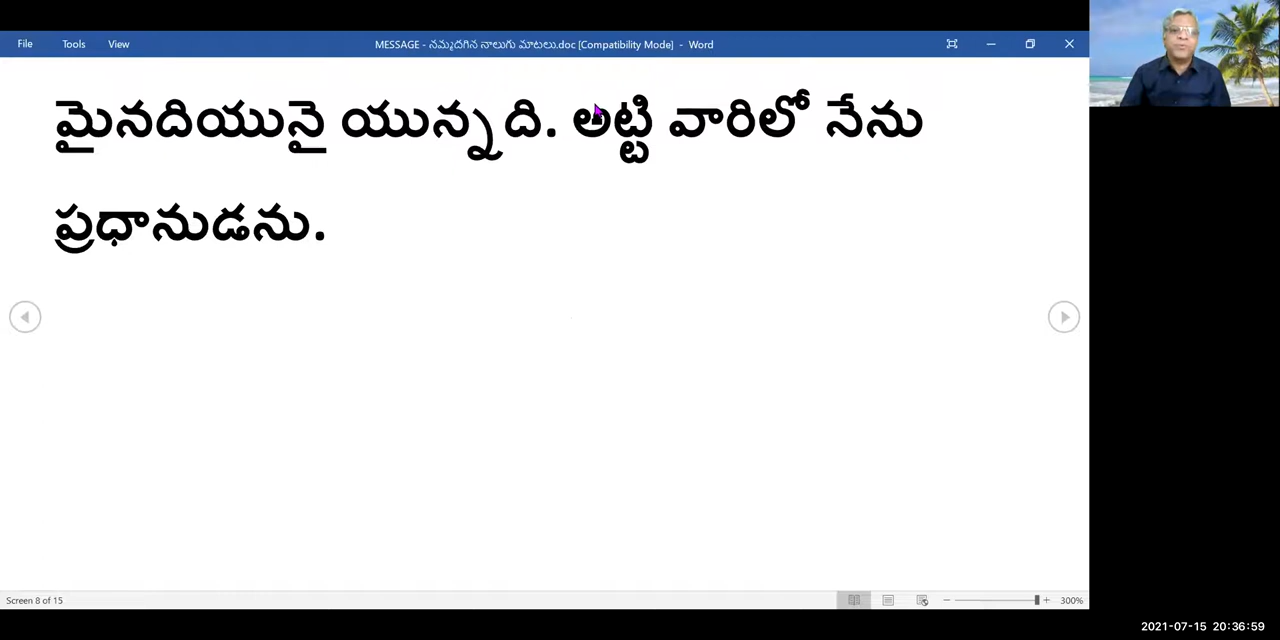 File Tools View MESSAGE - నమ్మదగిన నాలుగు మాటలు.doc [Compatibility Mode] - Word
మైనదియునై యున్నది. అట్టి వారిలో నేను
ప్రధానుడను.
Screen 8 of 15 300%
2021-07-15 20:36:59